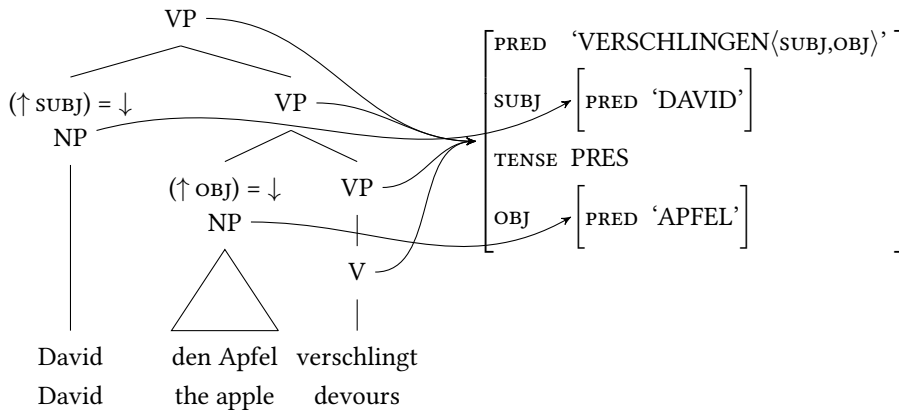 VP
PRED ‘VERSCHLINGEN⟨SUBJ,OBJ⟩’
(↑ SUBJ) = ↓ VP SUBJ PRED ‘DAVID’
NP
TENSE PRES
(↑ OBJ) = ↓ VP
NP OBJ PRED ‘APFEL’
V
David den Apfel verschlingt
David the apple devours